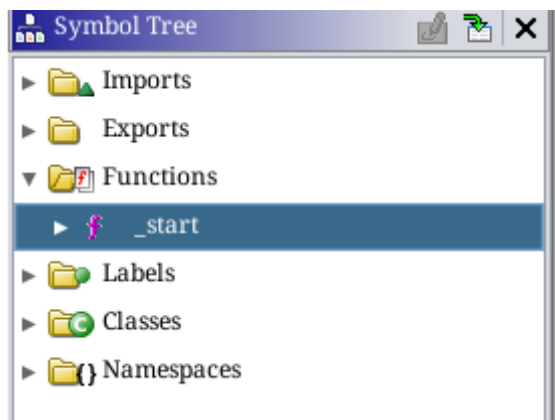 Symbol Tree
Imports
Exports
Functions
f _start
Labels
Classes
{} Namespaces